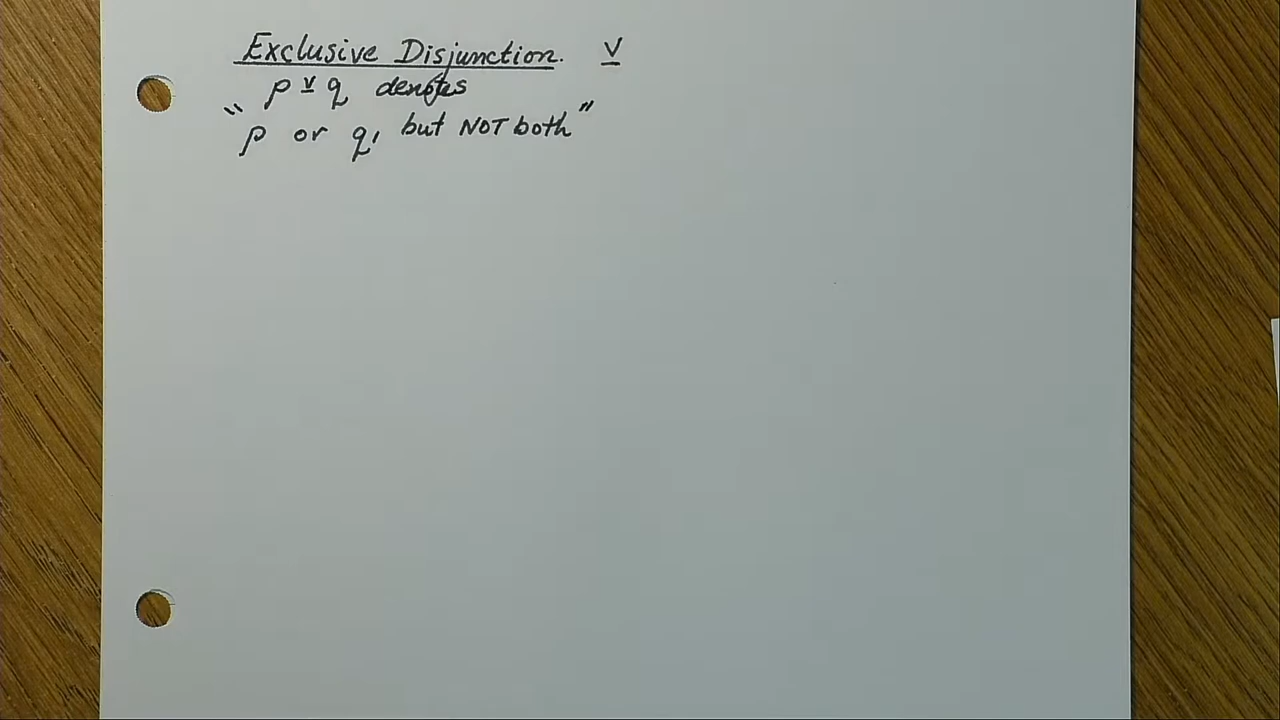 Exclusive Disjunction. ⊻
p ⊻ q denotes
"p or q, but NOT both"